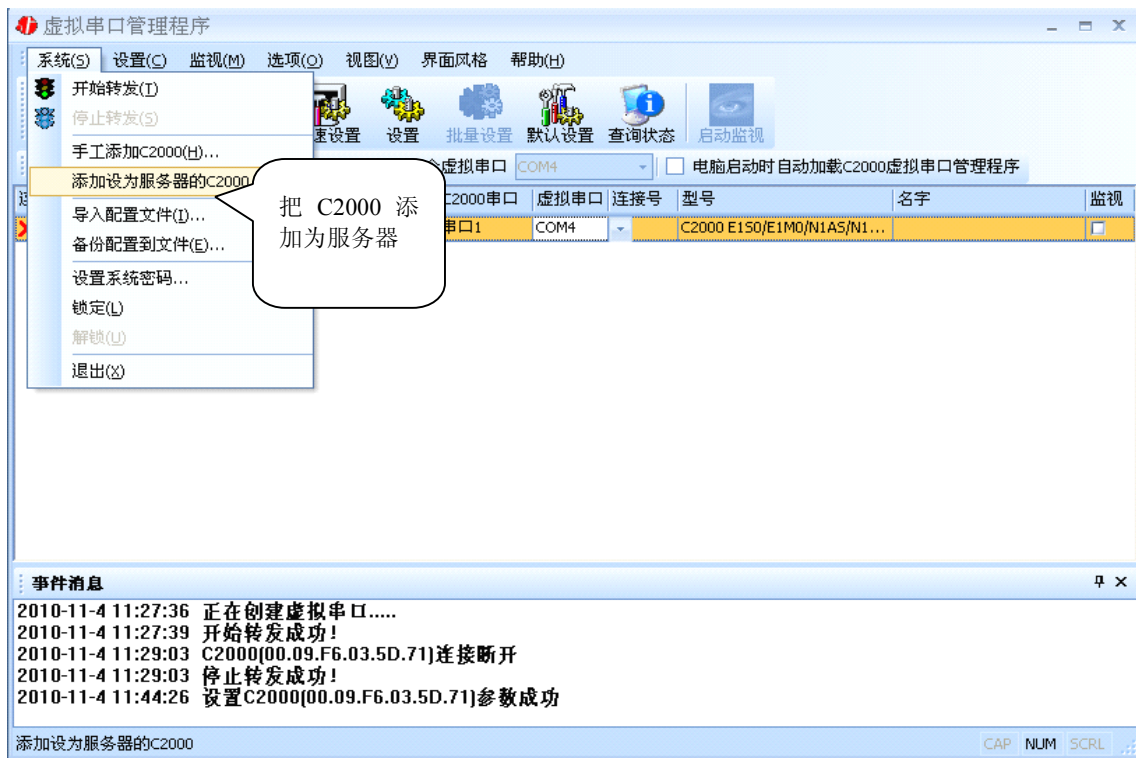 虚拟串口管理程序
系统(S) 设置(C) 监视(M) 选项(O) 视图(V) 界面风格 帮助(H)
开始转发(T)
停止转发(S)
手工添加C2000(H)...
添加设为服务器的C2000
导入配置文件(I)...
备份配置到文件(E)...
设置系统密码...
锁定(L)
解锁(U)
退出(X)
速设置 设置 批量设置 默认设置 查询状态 启动监视
虚拟串口 COM4 电脑启动时自动加载C2000虚拟串口管理程序
C2000串口 虚拟串口 连接号 型号 名字 监视
串口1 COM4 C2000 E1S0/E1M0/N1AS/N1...
把 C2000 添
加为服务器
事件消息
2010-11-4 11:27:36 正在创建虚拟串口.....
2010-11-4 11:27:39 开始转发成功!
2010-11-4 11:29:03 C2000(00.09.F6.03.5D.71)连接断开
2010-11-4 11:29:03 停止转发成功!
2010-11-4 11:44:26 设置C2000(00.09.F6.03.5D.71)参数成功
添加设为服务器的C2000 CAP NUM SCRL